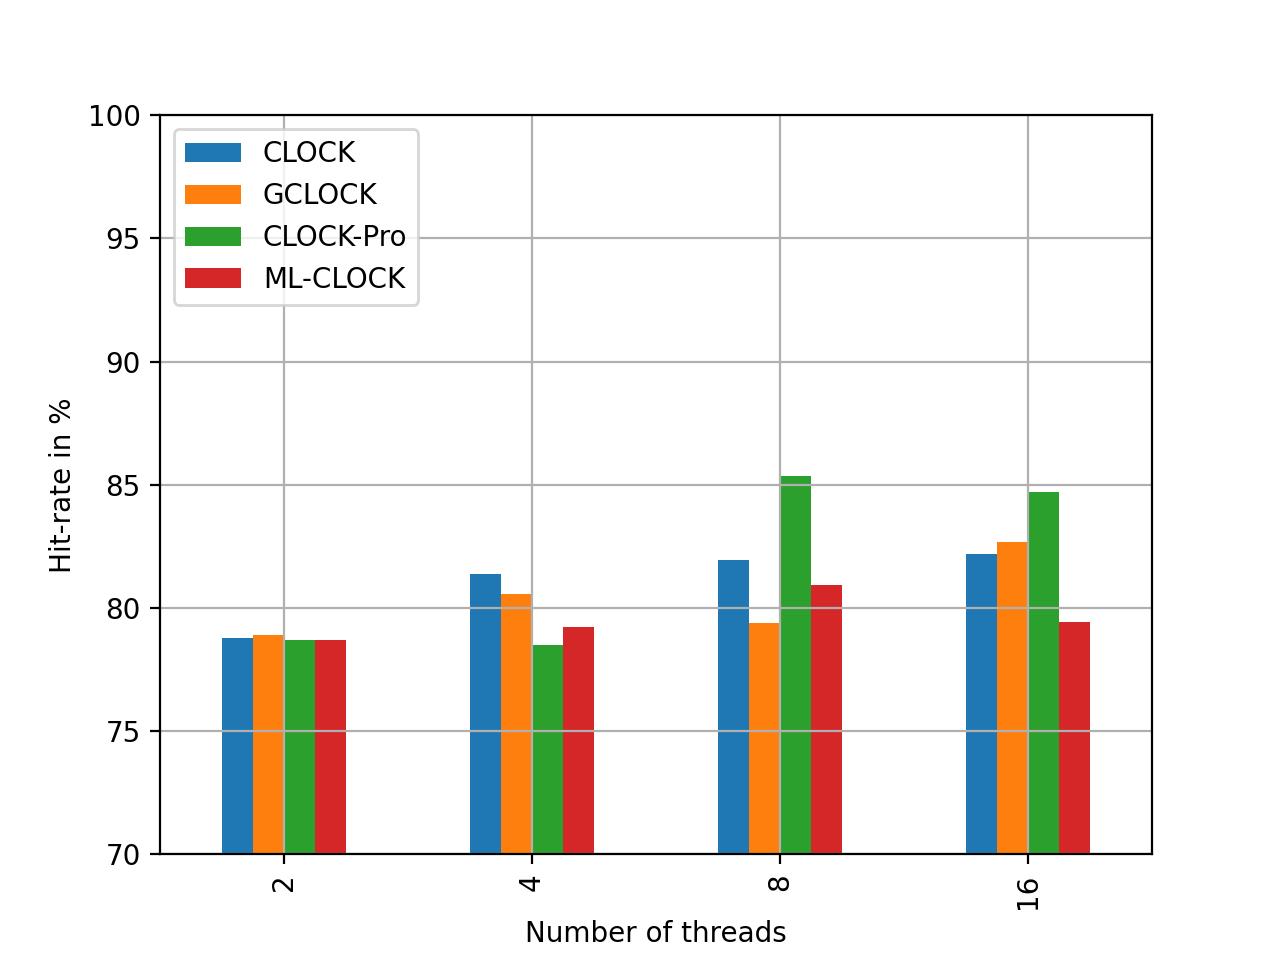 100
95
90
85
80
75
70
Hit-rate in %
CLOCK
GCLOCK
CLOCK-Pro
ML-CLOCK
2
4
8
16
Number of threads